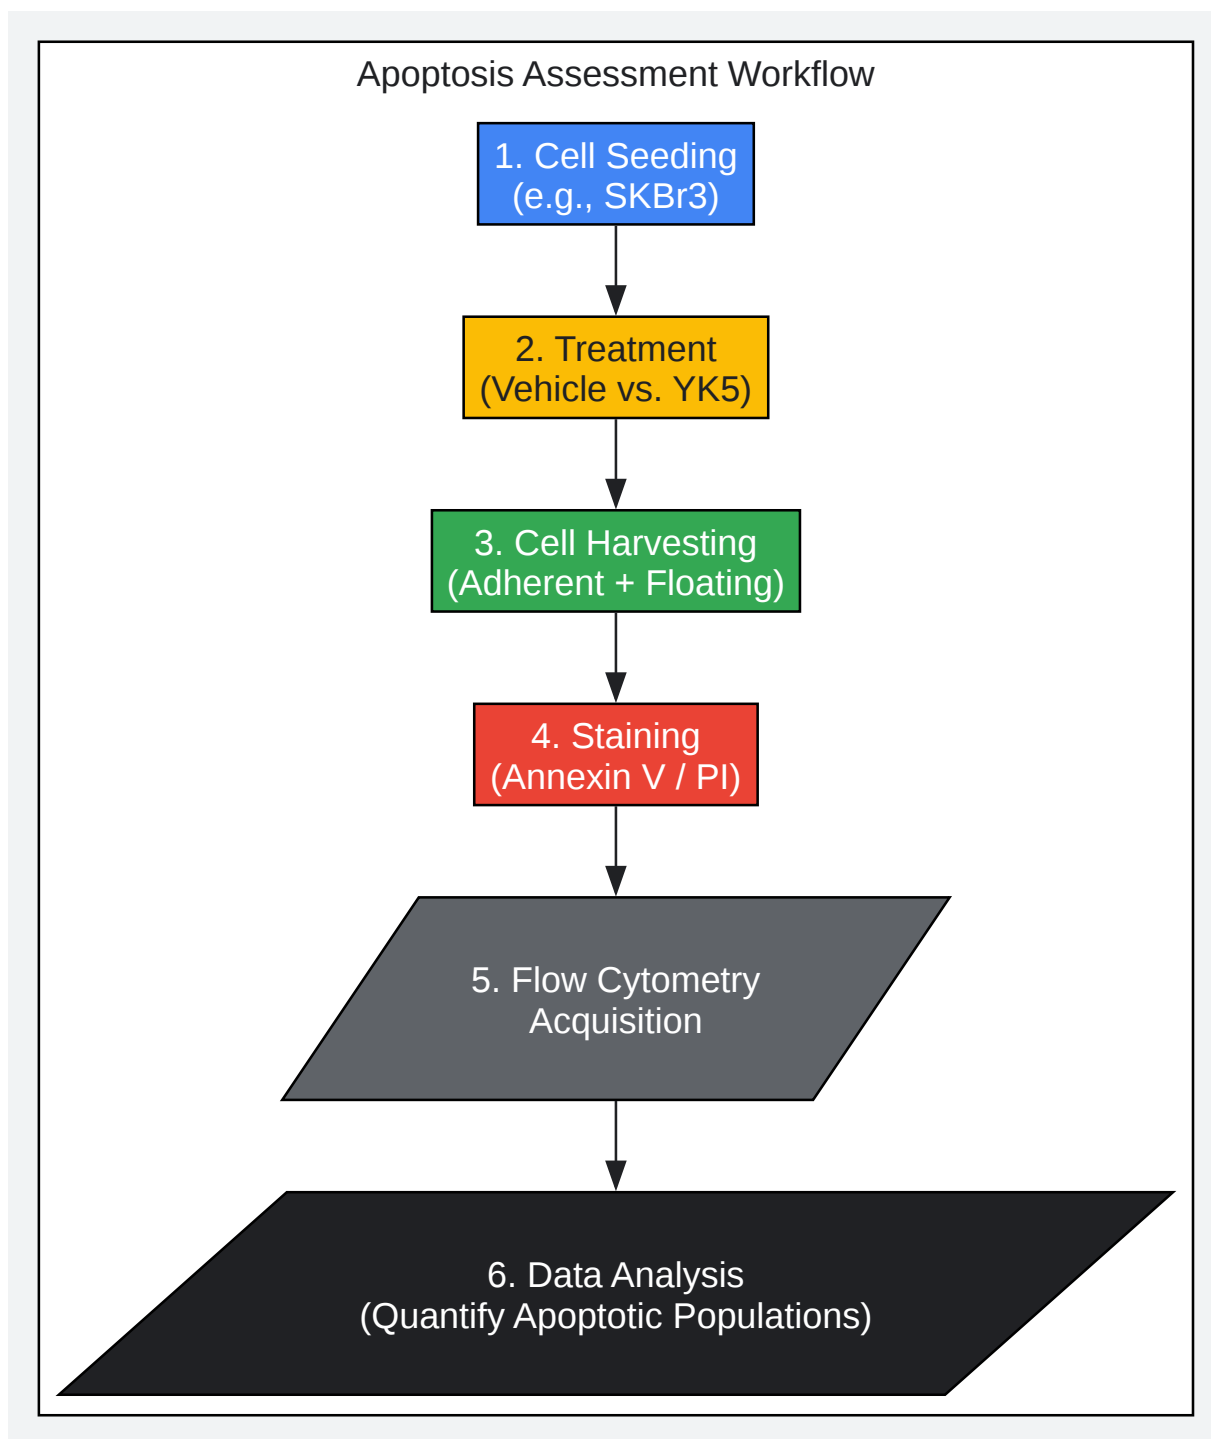 Apoptosis Assessment Workflow
1. Cell Seeding
(e.g., SKBr3)
2. Treatment
(Vehicle vs. YK5)
3. Cell Harvesting
(Adherent + Floating)
4. Staining
(Annexin V / PI)
5. Flow Cytometry
Acquisition
6. Data Analysis
(Quantify Apoptotic Populations)